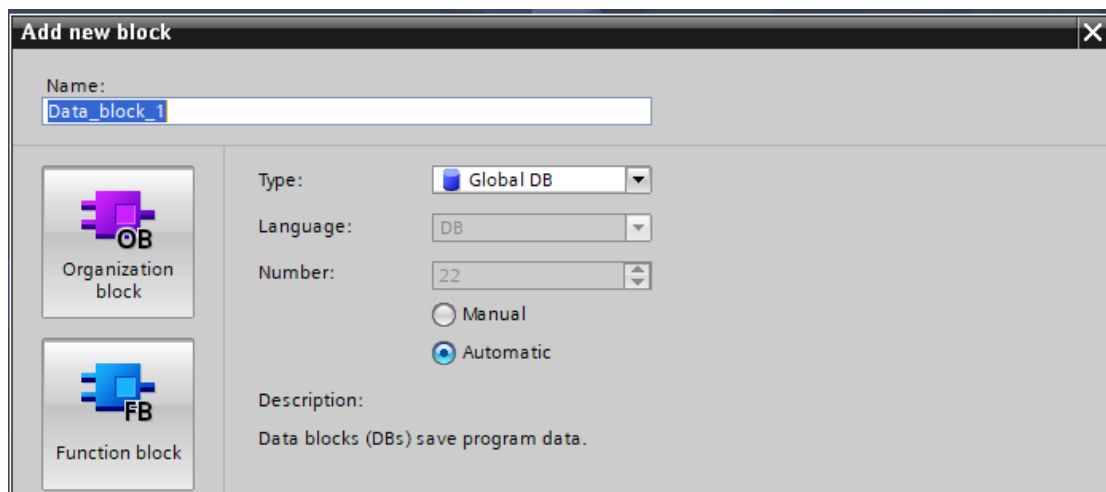 Add new block
Name:
Data_block_1
Type:
Global DB
Language:
DB
Number:
22
Manual
Automatic
Description:
Data blocks (DBs) save program data.
OB
Organization
block
FB
Function block